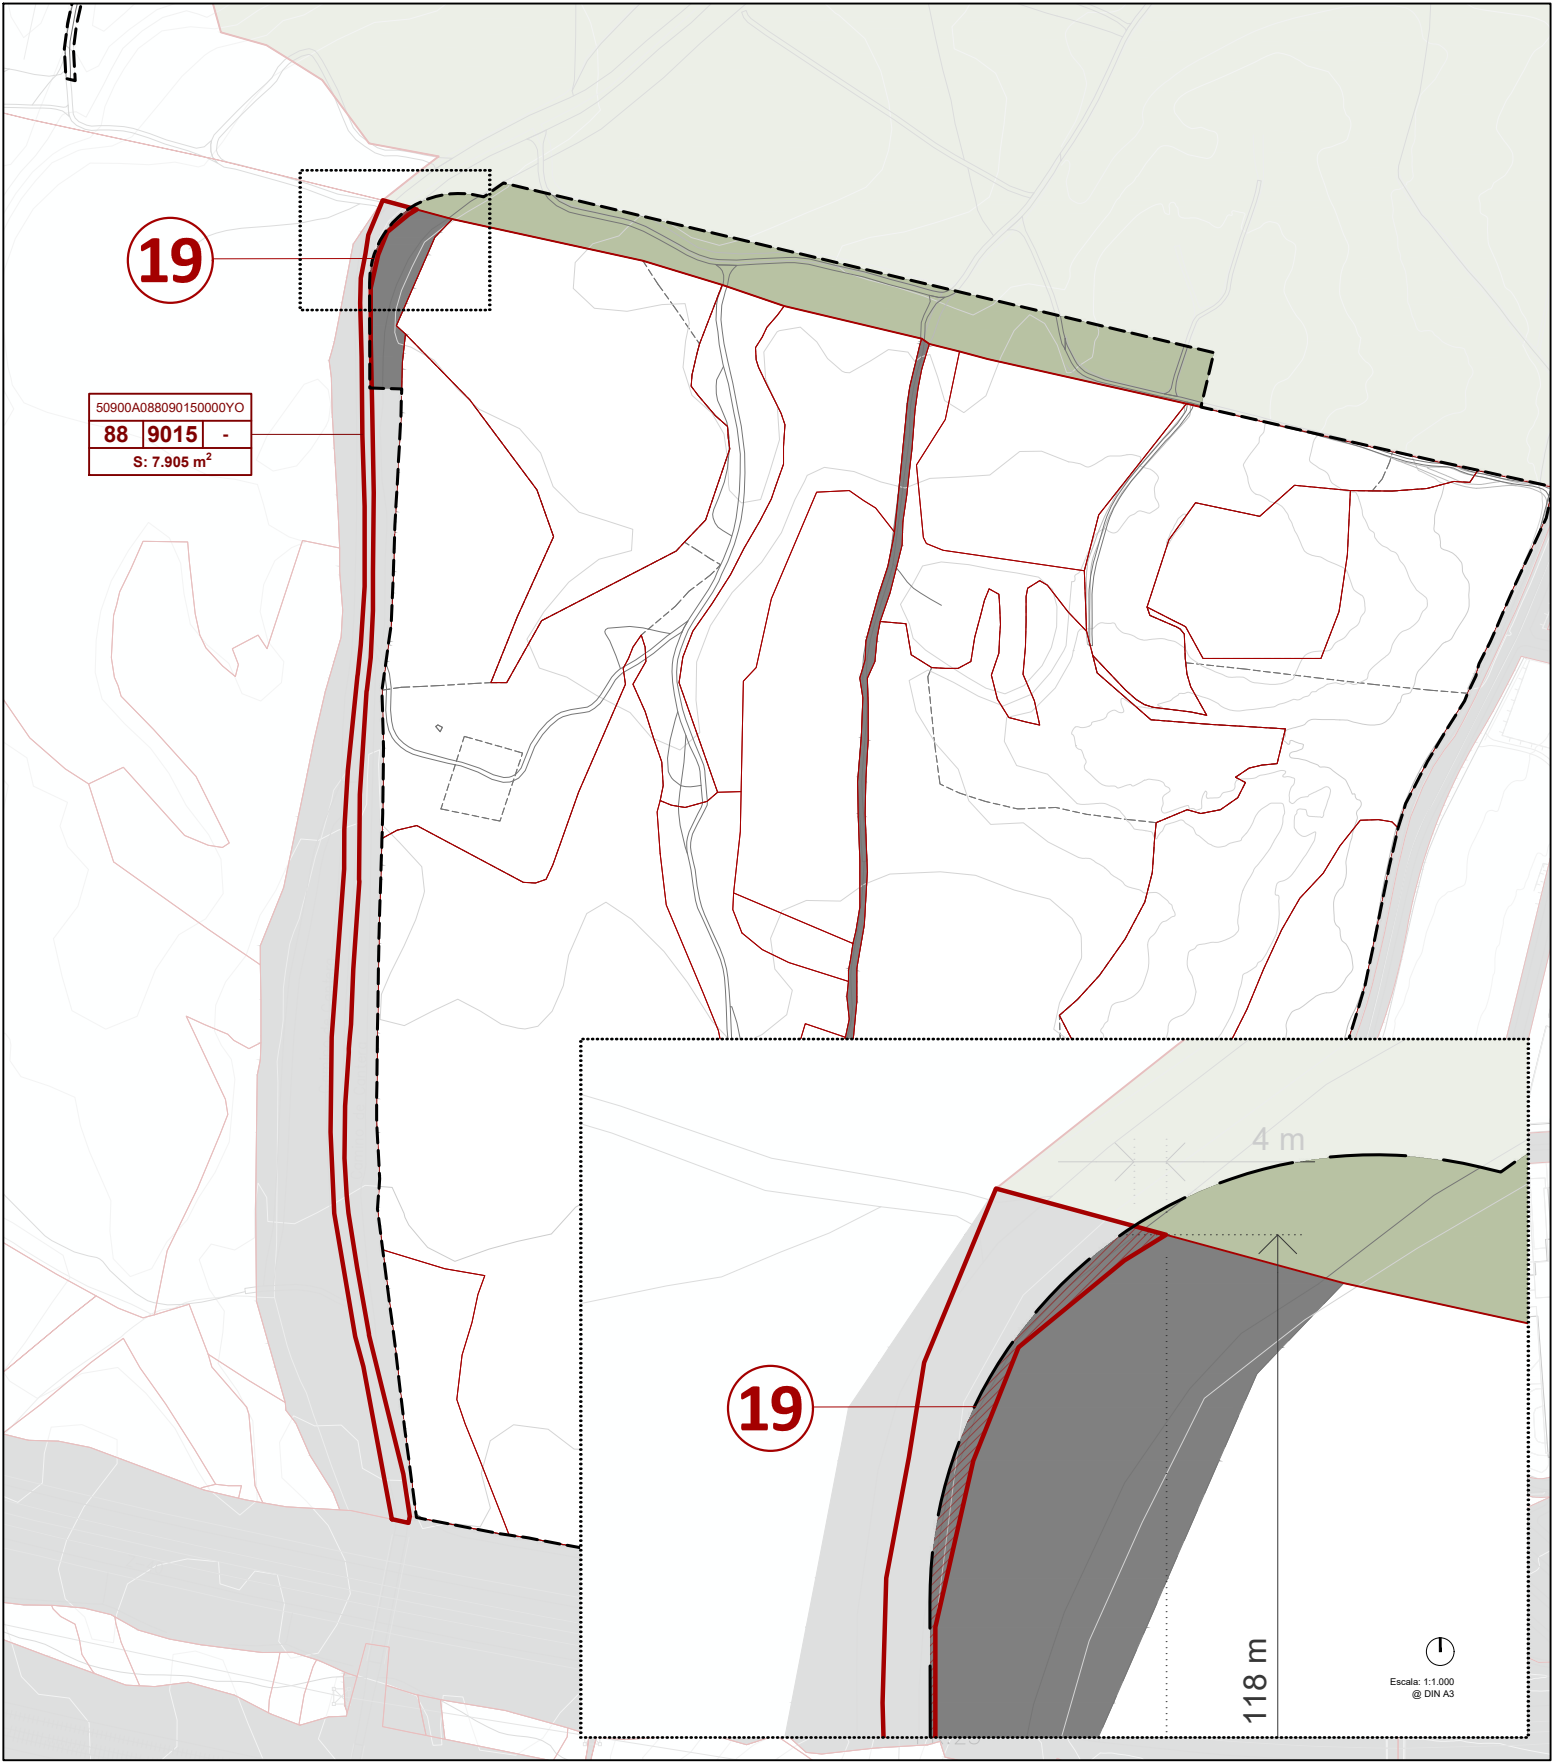 19
50900A088090150000YO
88 9015 -
S: 7.905 m²
4 m
19
118 m
Escala: 1:1.000
@ DIN A3